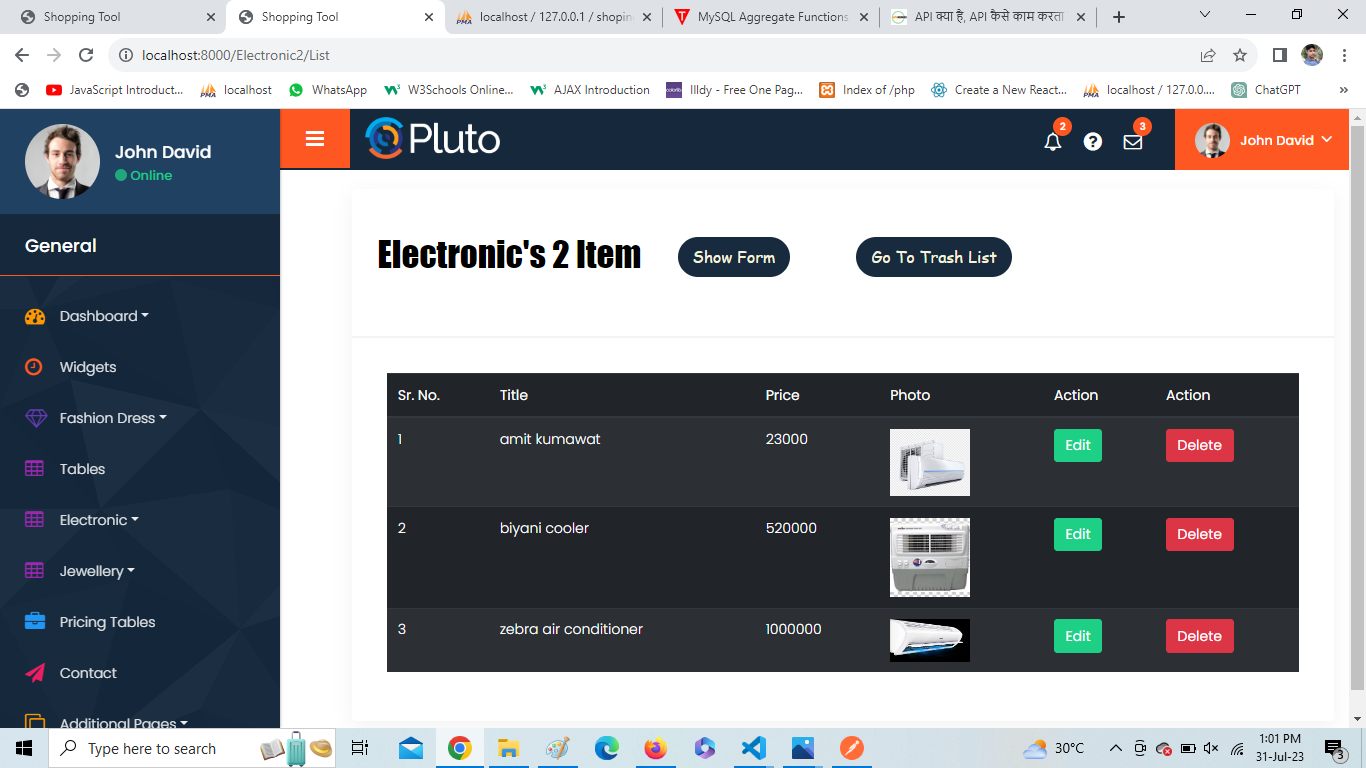 Shopping Tool
Shopping Tool
localhost / 127.0.0.1 / shopin
MySQL Aggregate Functions
API क्या है, API कैसे काम करता
localhost:8000/Electronic2/List
JavaScript Introduct...
localhost
WhatsApp
W3Schools Online...
AJAX Introduction
Illdy - Free One Pag...
Index of /php
Create a New React...
localhost / 127.0.0....
ChatGPT
John David
Online
Pluto
2
3
John David
General
Dashboard
Widgets
Fashion Dress
Tables
Electronic
Jewellery
Pricing Tables
Contact
Additional Pages
Electronic's 2 Item
Show Form
Go To Trash List
Sr. No. Title Price Photo Action Action
1 amit kumawat 23000 Edit Delete
2 biyani cooler 520000 Edit Delete
3 zebra air conditioner 1000000 Edit Delete
Type here to search
30°C
1:01 PM
31-Jul-23
3